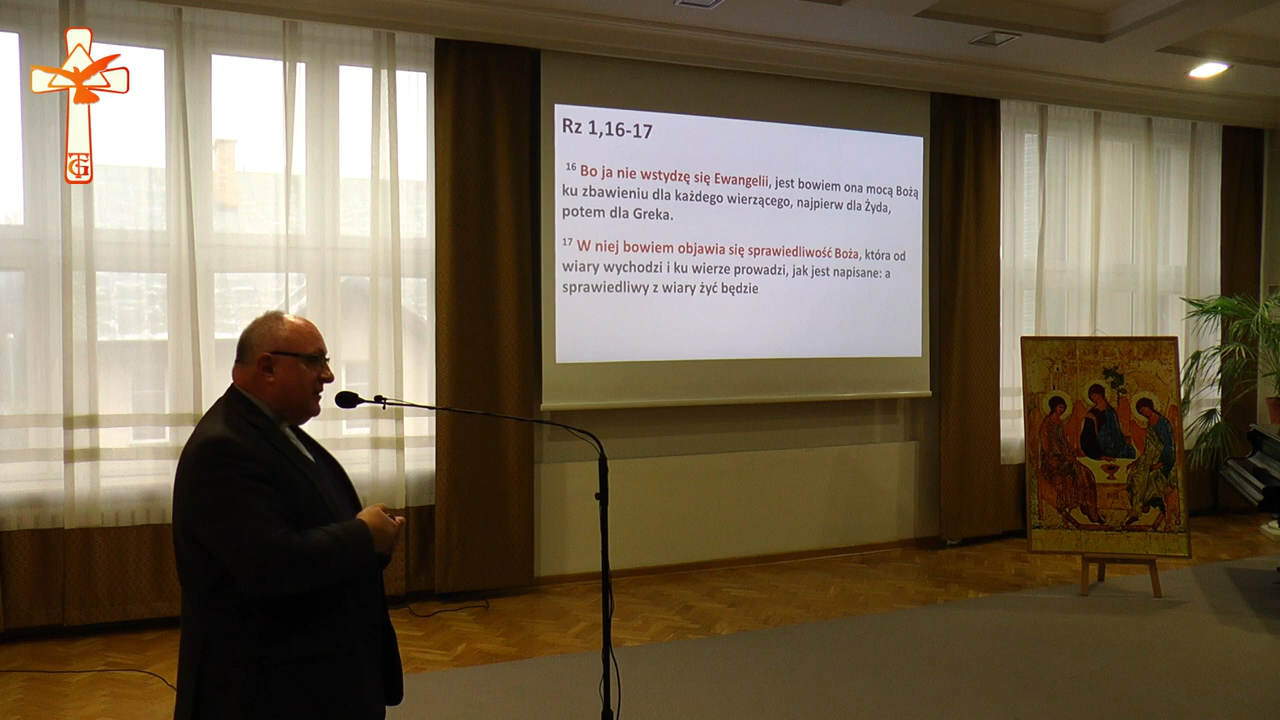 Rz 1,16-17
16 Bo ja nie wstydzę się Ewangelii, jest bowiem ona mocą Bożą
ku zbawieniu dla każdego wierzącego, najpierw dla Żyda,
potem dla Greka.
17 W niej bowiem objawia się sprawiedliwość Boża, która od
wiary wychodzi i ku wierze prowadzi, jak jest napisane: a
sprawiedliwy z wiary żyć będzie